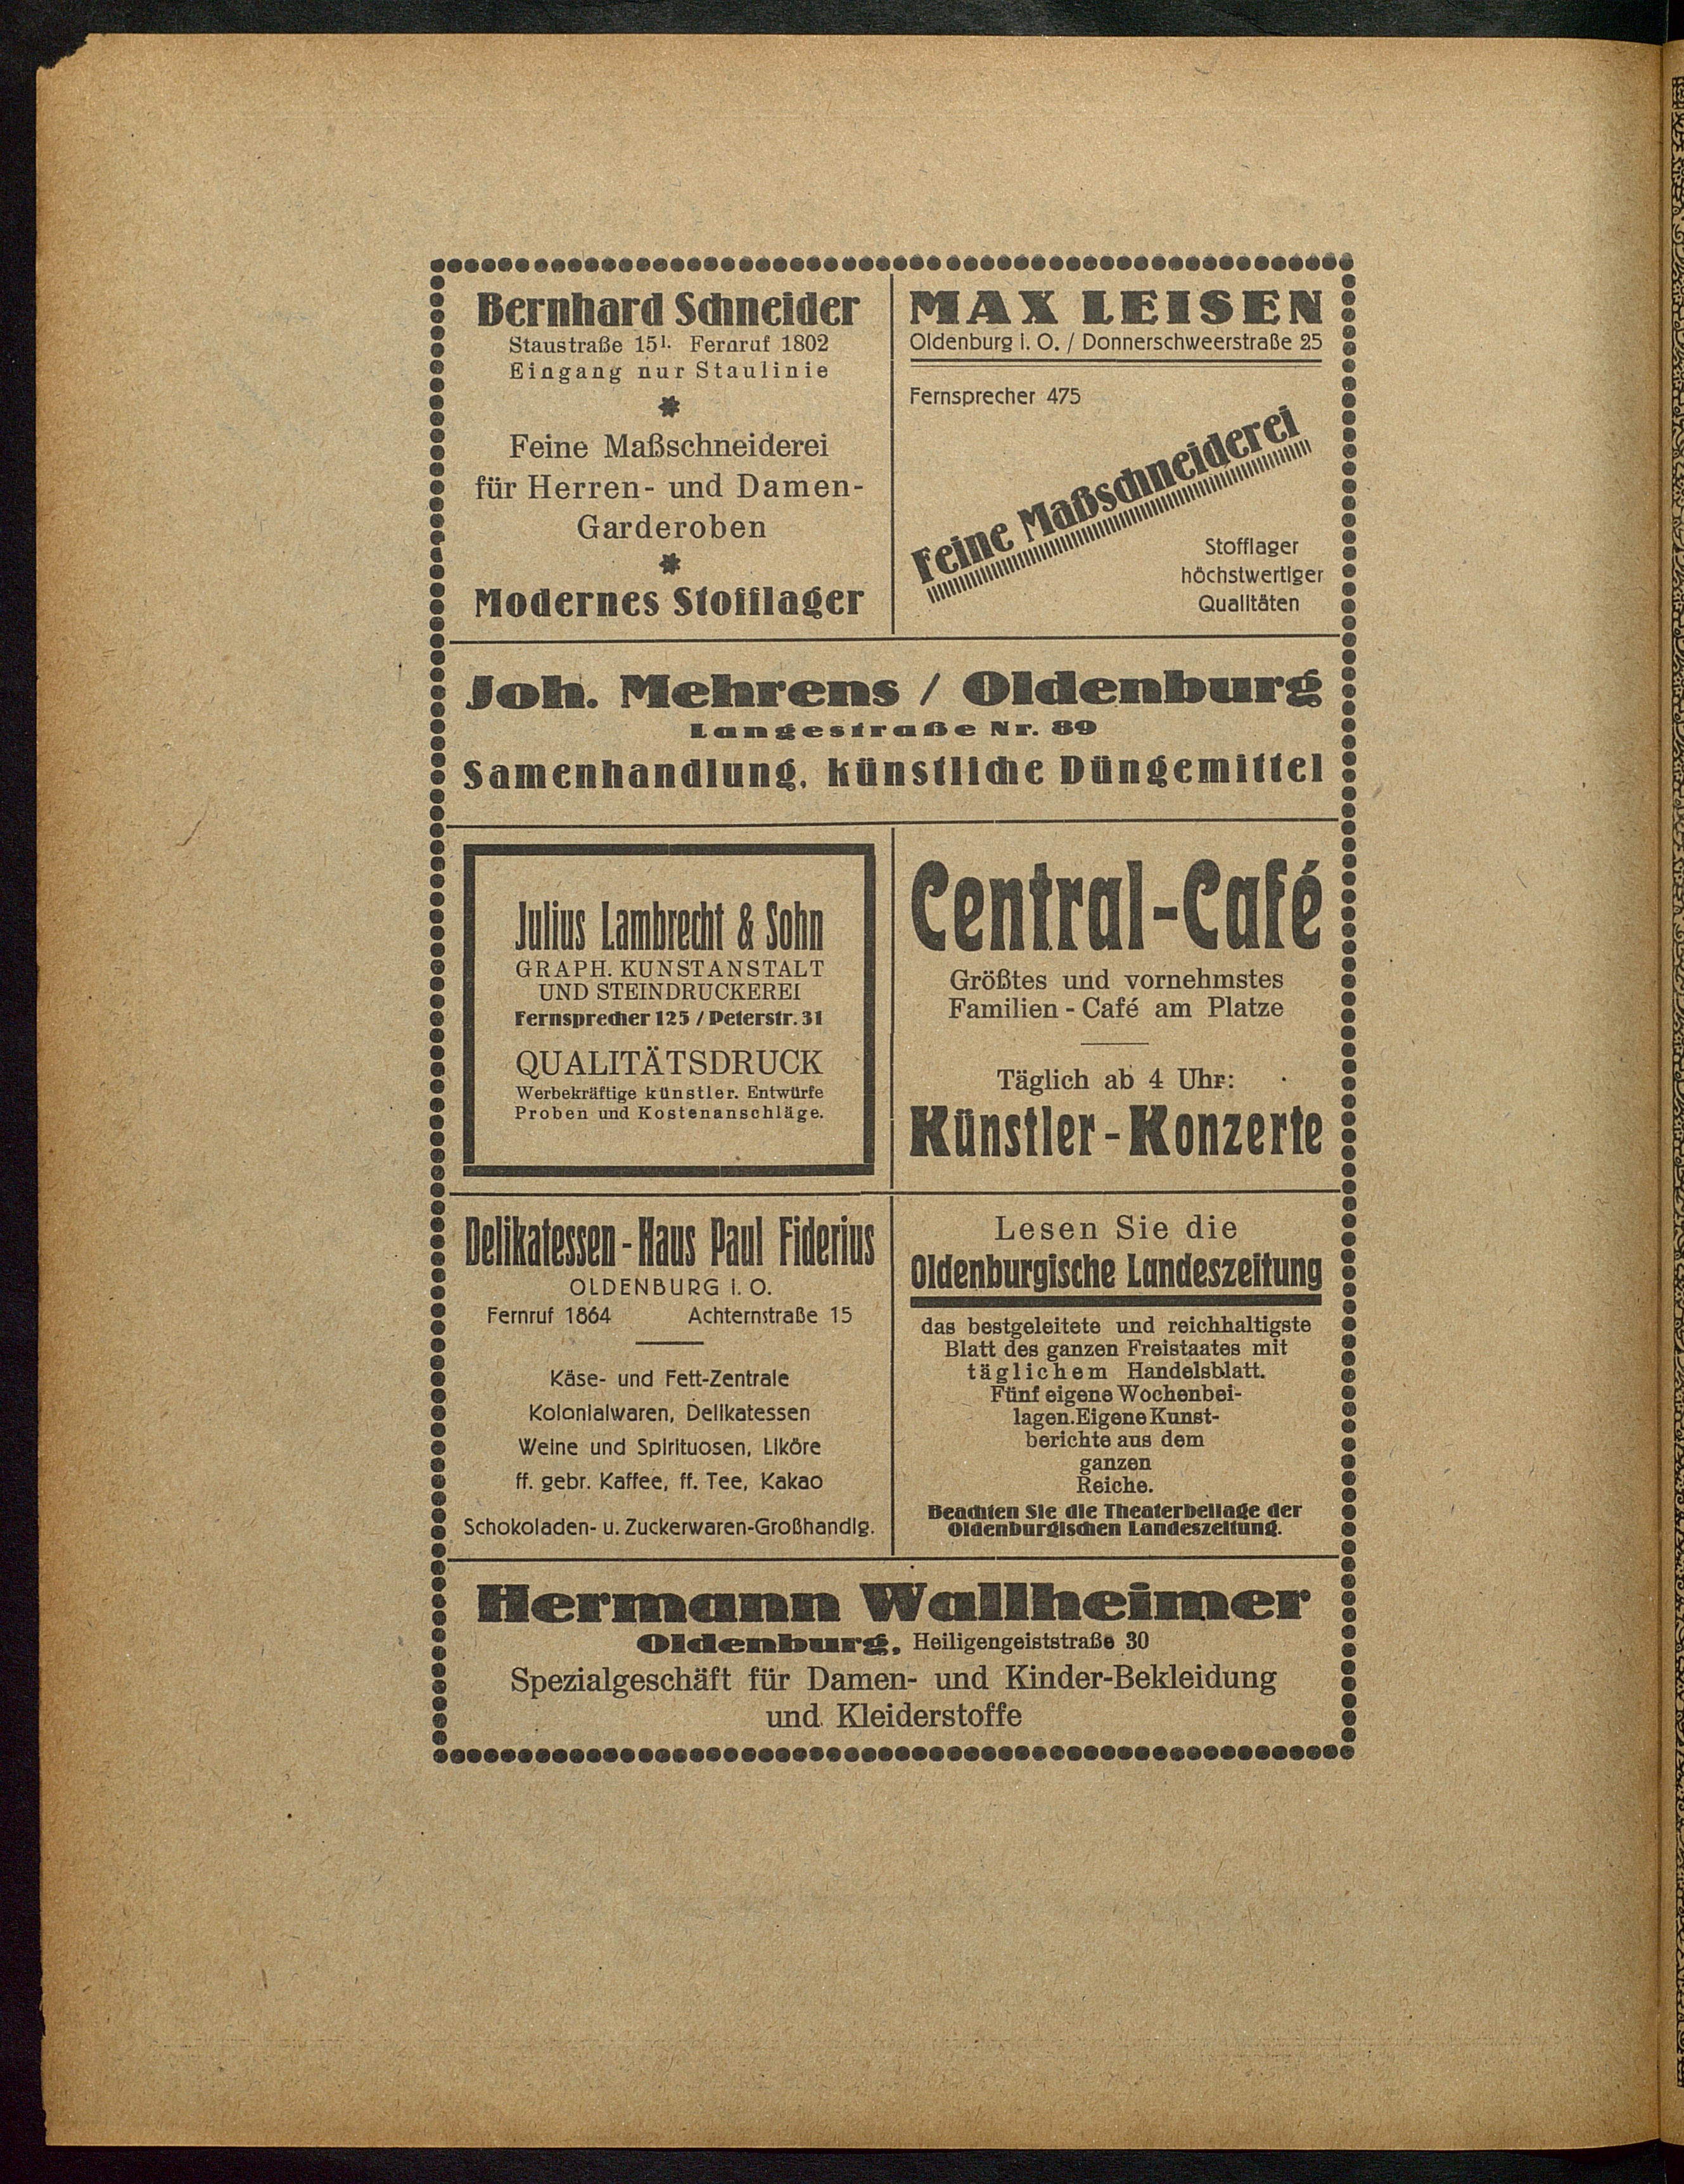 Bernhard Schneider
Staustraße 15¹· Fernruf 1802
Eingang nur Staulinie
Feine Maßschneiderei
für Herren- und Damen-
Garderoben
Modernes Stofflager
MAX LEISEN
Oldenburg i. O. / Donnerschweerstraße 25
Fernsprecher 475
Feine Maßschneiderei
Stofflager
höchstwertiger
Qualitäten
Joh. Mehrens / Oldenburg
Langestraße Nr. 89
Samenhandlung, künstliche Düngemittel
Julius Lambrecht & Sohn
GRAPH. KUNSTANSTALT
UND STEINDRUCKEREI
Fernsprecher 125 / Peterstr. 31
QUALITÄTSDRUCK
Werbekräftige künstler. Entwürfe
Proben und Kostenanschläge.
Central-Café
Größtes und vornehmstes
Familien-Café am Platze
Täglich ab 4 Uhr:
Künstler-Konzerte
Delikatessen-Haus Paul Fiderius
OLDENBURG I. O.
Fernruf 1864 Achternstraße 15
Käse- und Fett-Zentrale
Kolonialwaren, Delikatessen
Weine und Spirituosen, Liköre
ff. gebr. Kaffee, ff. Tee, Kakao
Schokoladen- u. Zuckerwaren-Großhandlg.
Lesen Sie die
Oldenburgische Landeszeitung
das bestgeleitete und reichhaltigste
Blatt des ganzen Freistaates mit
täglichem Handelsblatt.
Fünf eigene Wochenbei-
lagen. Eigene Kunst-
berichte aus dem
ganzen
Reiche.
Beachten Sie die Theaterbeilage der
Oldenburgischen Landeszeitung.
Hermann Wallheimer
Oldenburg, Heiligengeiststraße 30
Spezialgeschäft für Damen- und Kinder-Bekleidung
und Kleiderstoffe